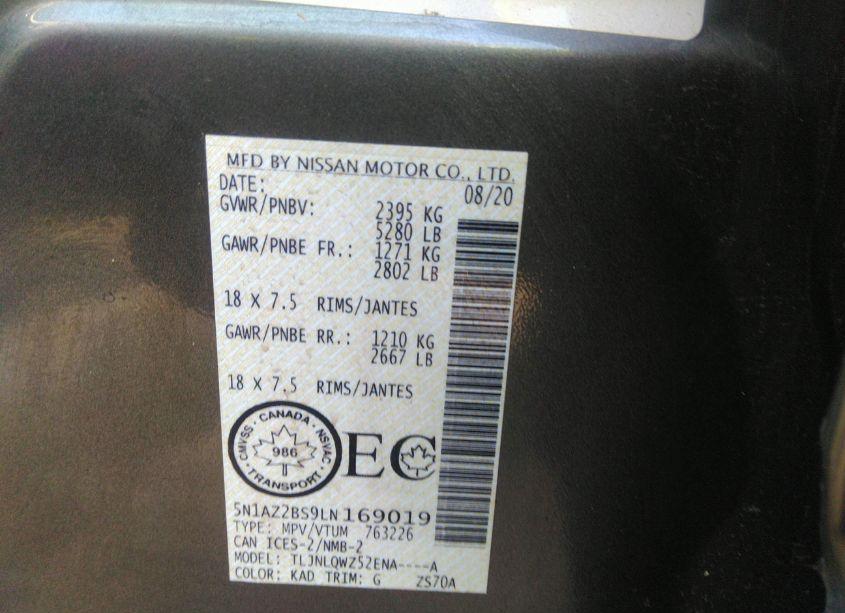 MFD BY NISSAN MOTOR CO., LTD.
DATE: 08/20
GVWR/PNBV: 2395 KG
5280 LB
GAWR/PNBE FR.: 1271 KG
2802 LB
18 X 7.5 RIMS/JANTES
GAWR/PNBE RR.: 1210 KG
2667 LB
18 X 7.5 RIMS/JANTES
CMVSS · CANADA · NSVAC
986
· TRANSPORT ·
EC
5N1AZ2BS9LN169019
TYPE: MPV/VTUM 763226
CAN ICES-2/NMB-2
MODEL: TLJNLQWZ52ENA----A
COLOR: KAD TRIM: G ZS70A